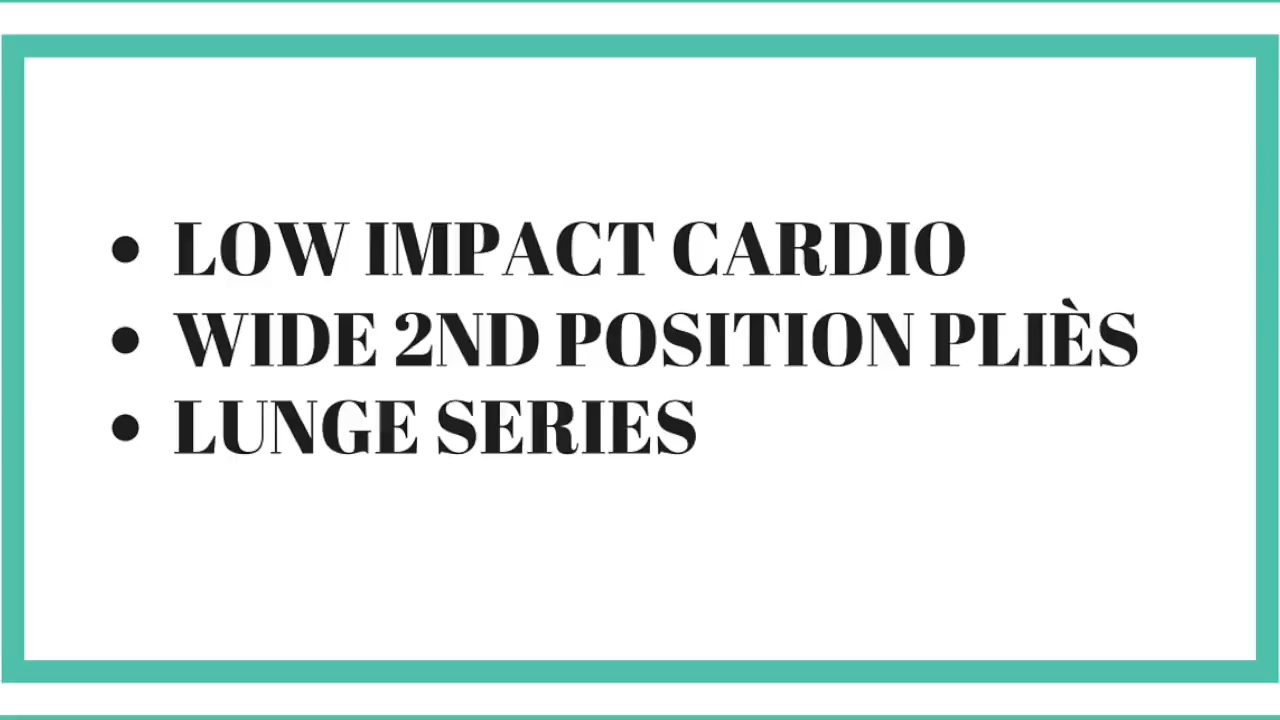 • LOW IMPACT CARDIO
• WIDE 2ND POSITION PLIÈS
• LUNGE SERIES